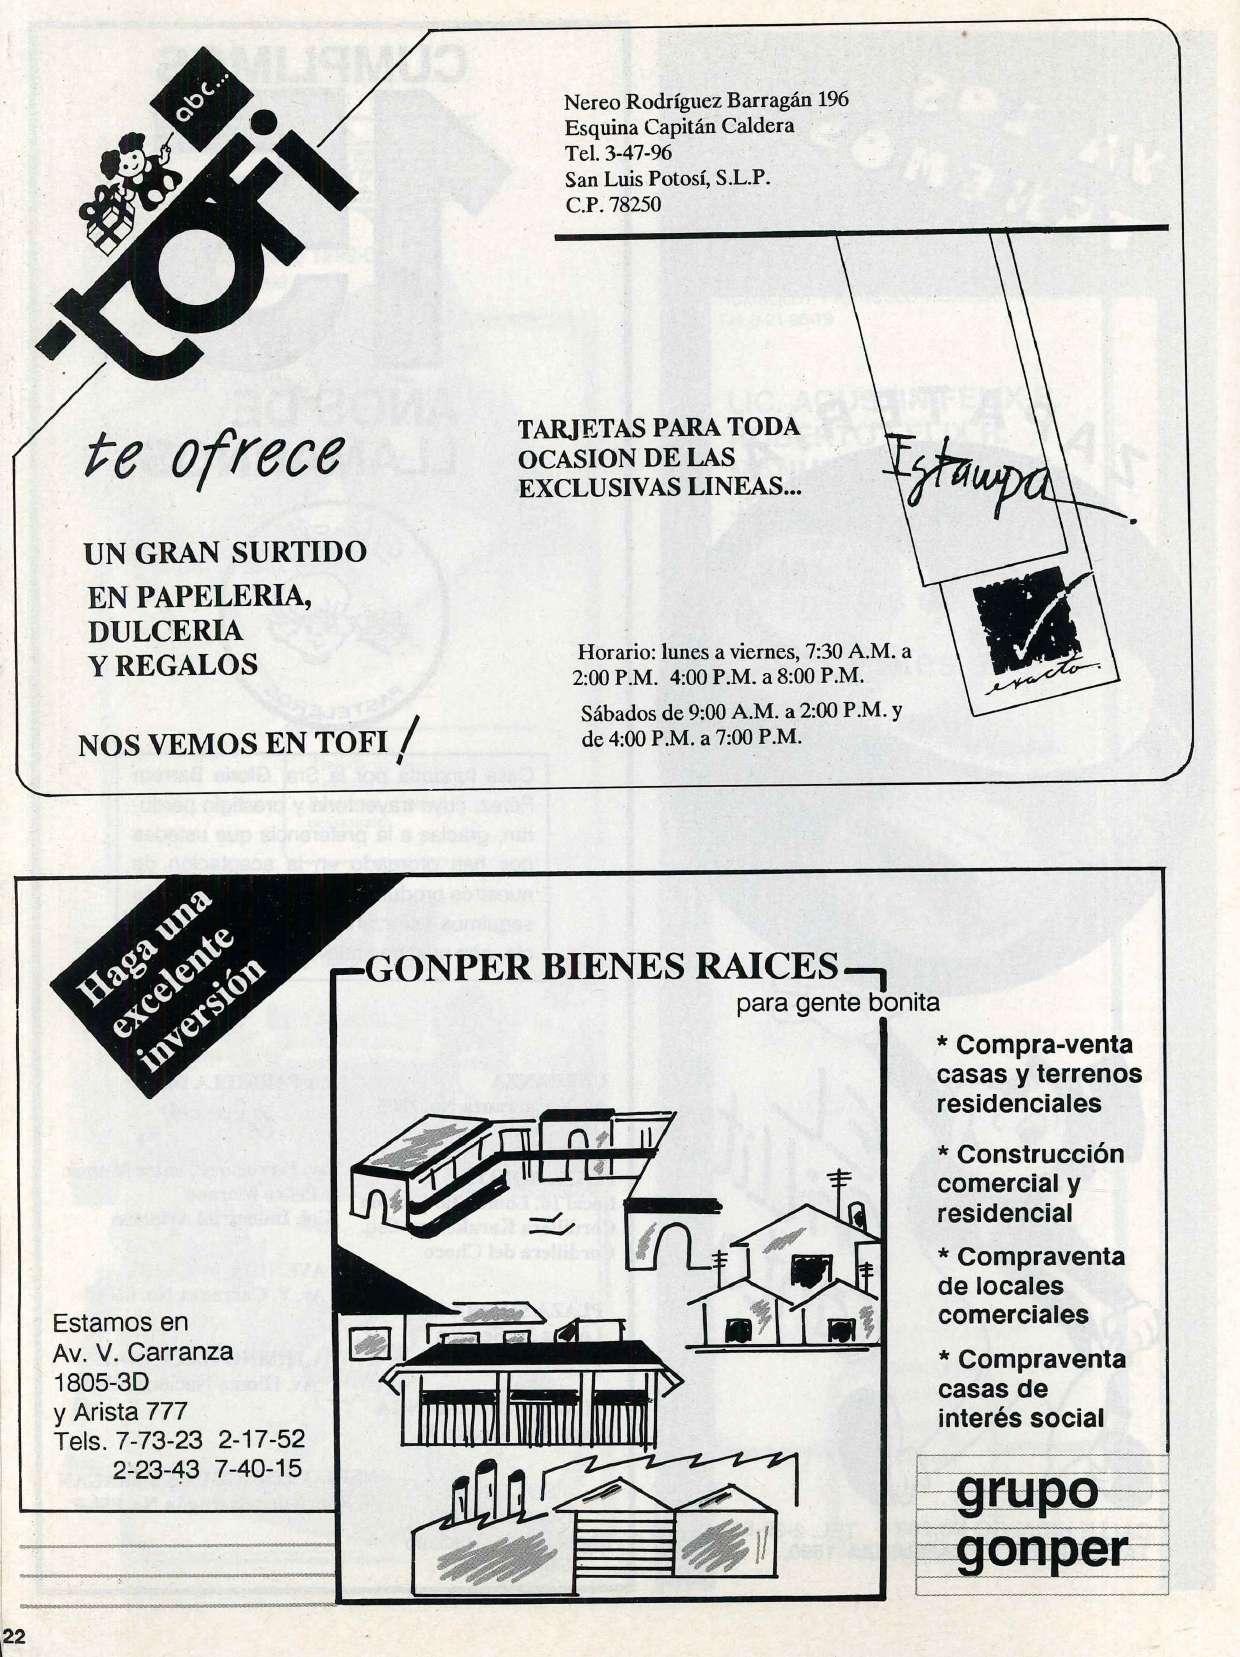 abc...
TOFi
Nereo Rodríguez Barragán 196
Esquina Capitán Caldera
Tel. 3-47-96
San Luis Potosí, S.L.P.
C.P. 78250
te ofrece
UN GRAN SURTIDO
EN PAPELERIA,
DULCERIA
Y REGALOS
NOS VEMOS EN TOFI !
TARJETAS PARA TODA
OCASION DE LAS
EXCLUSIVAS LINEAS...
Estampa.
exacto.
Horario: lunes a viernes, 7:30 A.M. a
2:00 P.M. 4:00 P.M. a 8:00 P.M.
Sábados de 9:00 A.M. a 2:00 P.M. y
de 4:00 P.M. a 7:00 P.M.
Haga una
excelente
inversión
GONPER BIENES RAICES
para gente bonita
* Compra-venta
casas y terrenos
residenciales
* Construcción
comercial y
residencial
* Compraventa
de locales
comerciales
* Compraventa
casas de
interés social
Estamos en
Av. V. Carranza
1805-3D
y Arista 777
Tels. 7-73-23 2-17-52
2-23-43 7-40-15
grupo
gonper
22